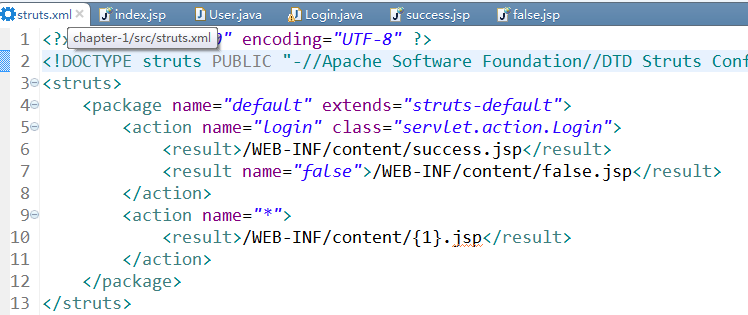 struts.xml index.jsp User.java Login.java success.jsp false.jsp
chapter-1/src/struts.xml
1 <?x 0" encoding="UTF-8" ?>
2 <!DOCTYPE struts PUBLIC "-//Apache Software Foundation//DTD Struts Conf
3 <struts>
4 <package name="default" extends="struts-default">
5 <action name="login" class="servlet.action.Login">
6 <result>/WEB-INF/content/success.jsp</result>
7 <result name="false">/WEB-INF/content/false.jsp</result>
8 </action>
9 <action name="*">
10 <result>/WEB-INF/content/{1}.jsp</result>
11 </action>
12 </package>
13 </struts>